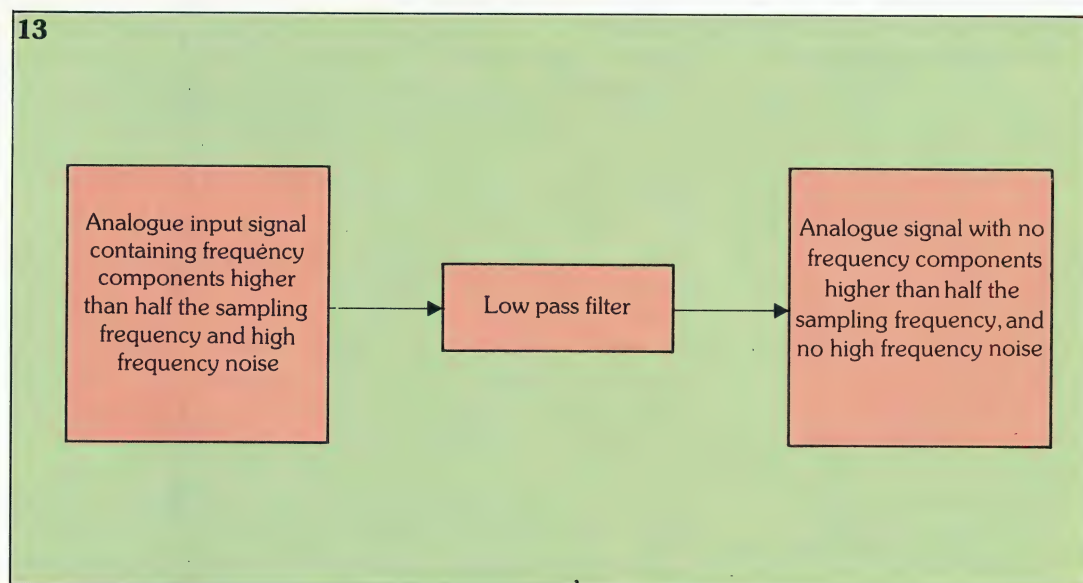 13
Analogue input signal
containing frequency
components higher
than half the sampling
frequency and high
frequency noise
Low pass filter
Analogue signal with no
frequency components
higher than half the
sampling frequency, and
no high frequency noise